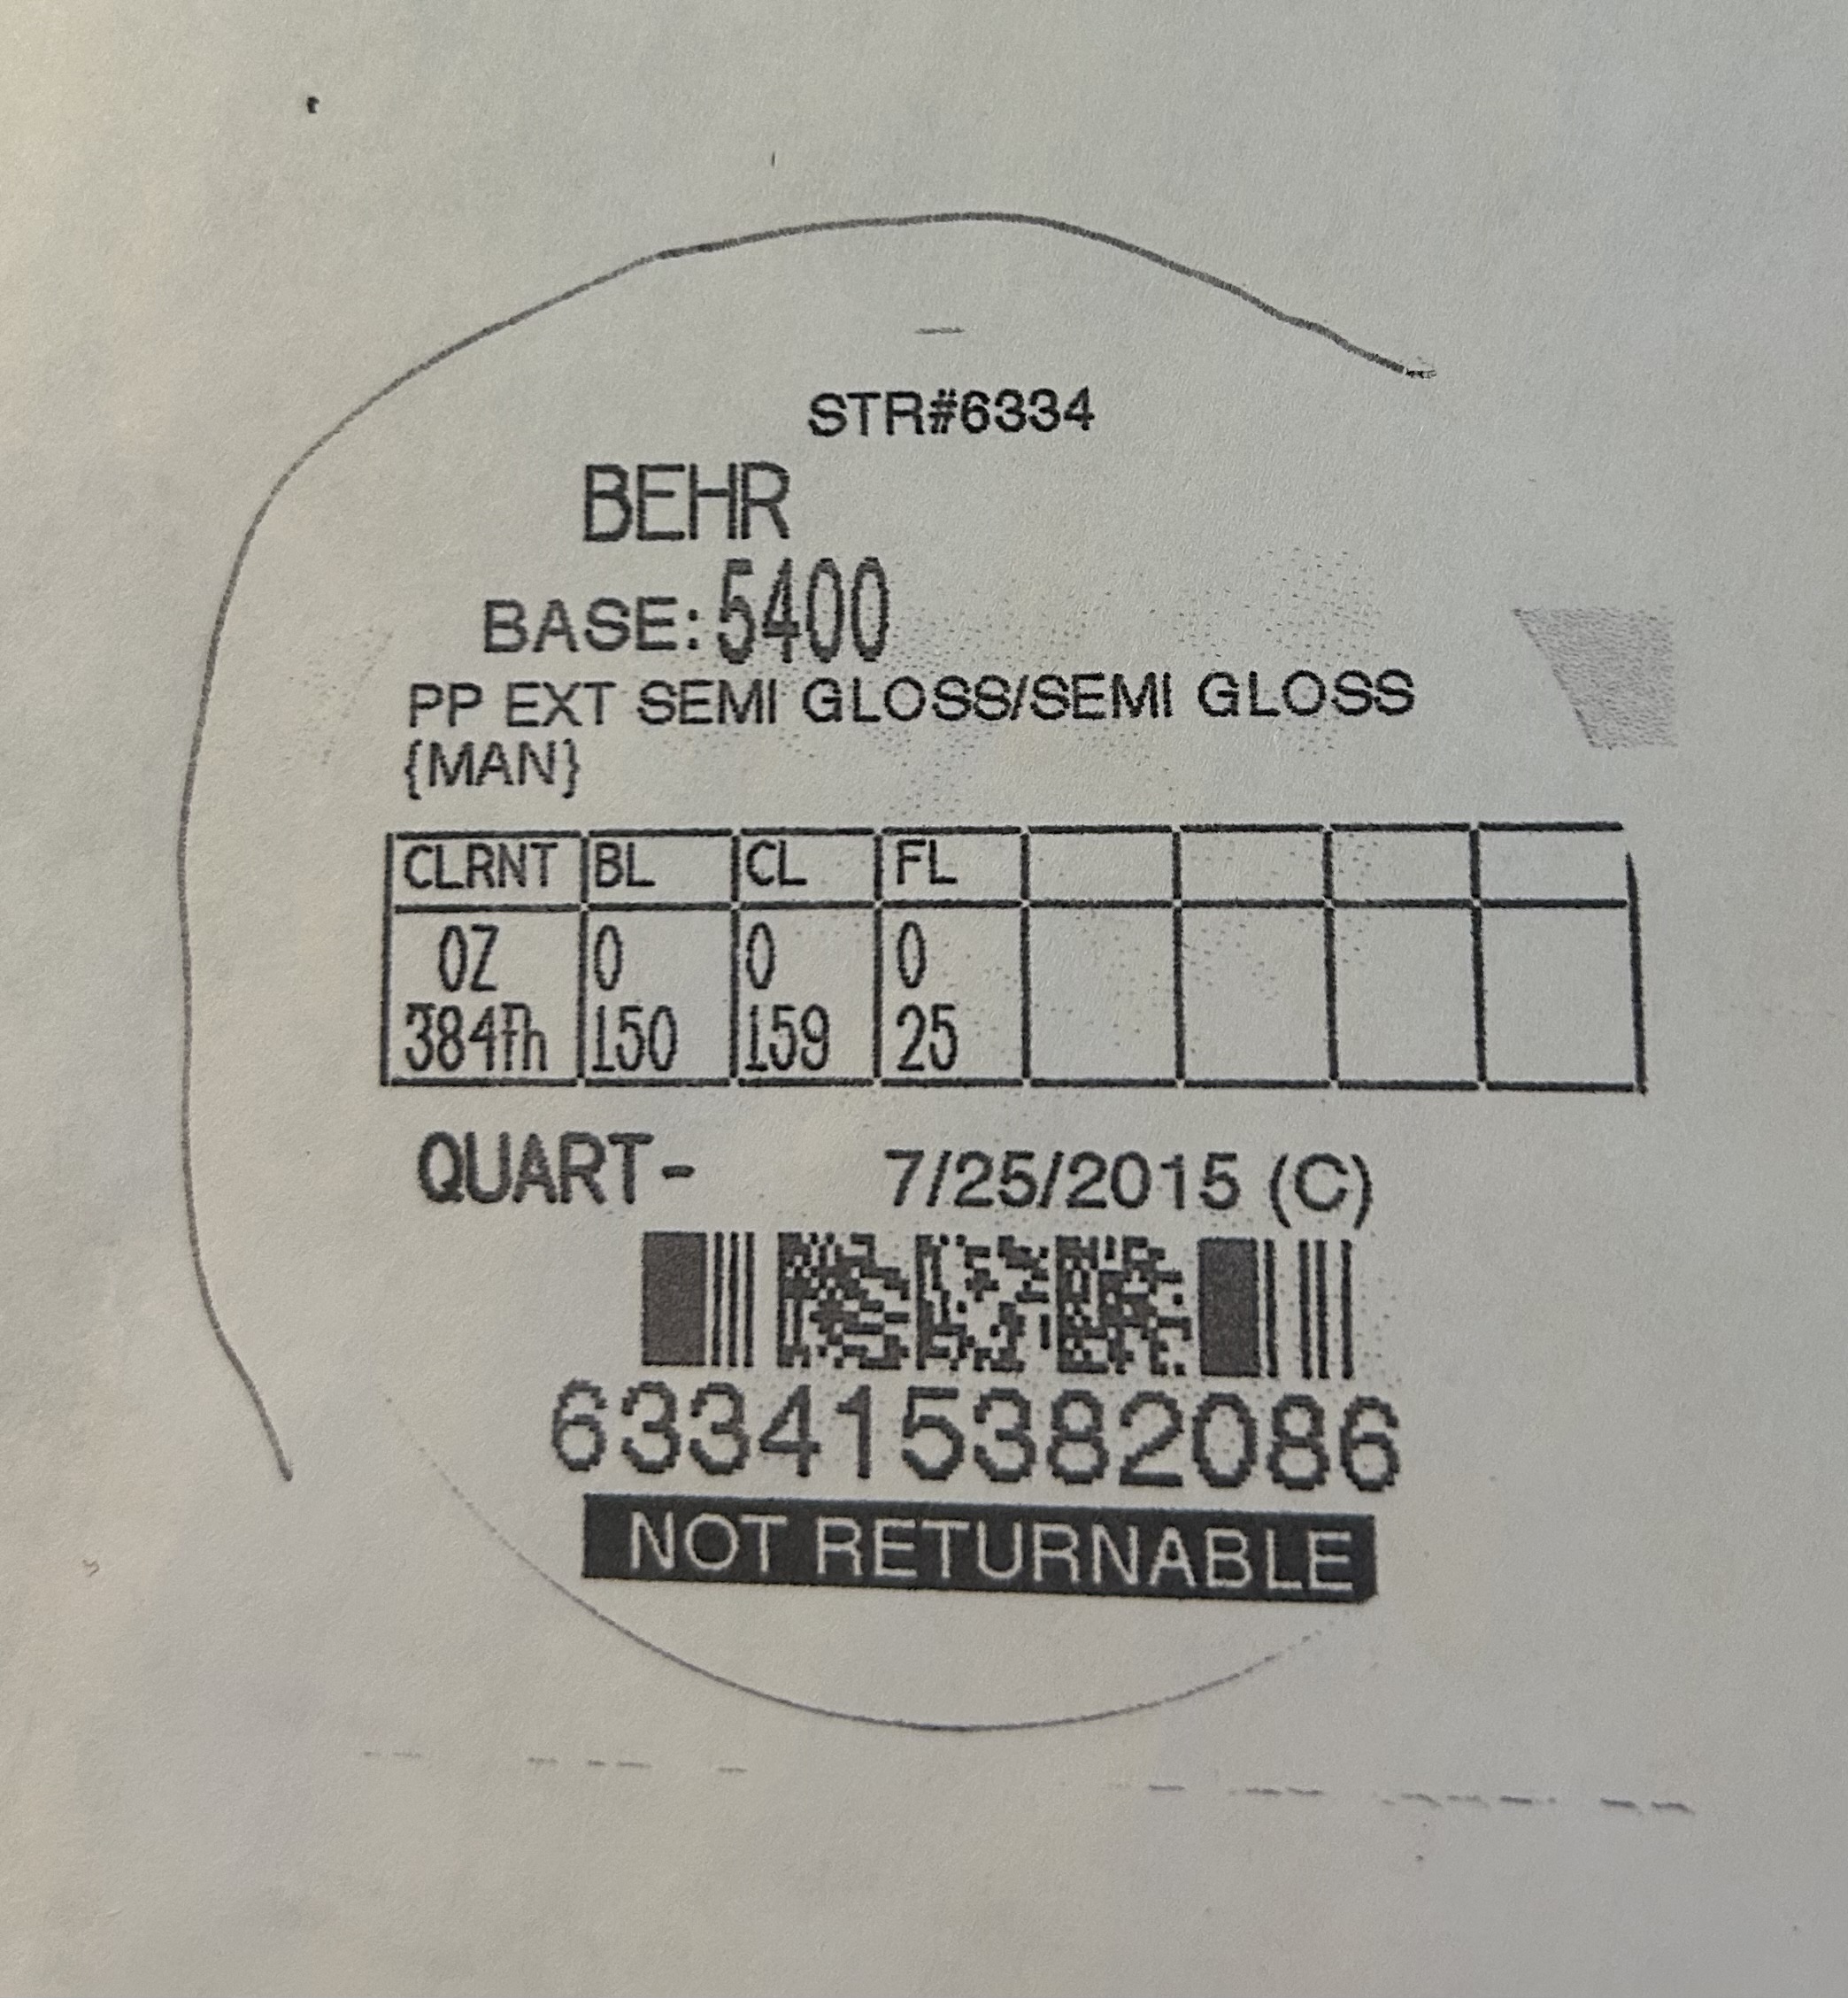 STR#6334
BEHR
BASE: 5400
PP EXT SEMI GLOSS/SEMI GLOSS
{MAN}
CLRNT BL CL FL
OZ 0 0 0
384Th 150 159 25
QUART- 7/25/2015 (C)
633415382086
NOT RETURNABLE